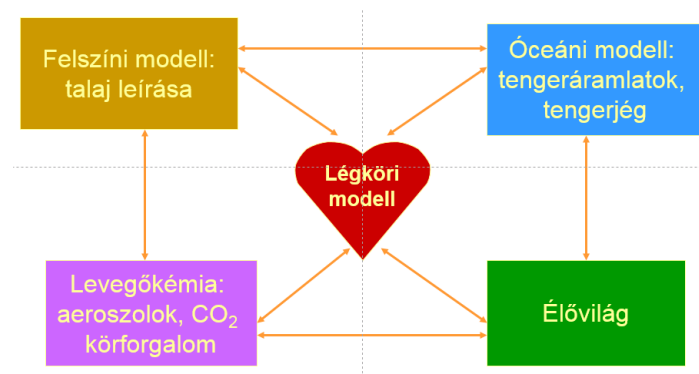 Felszíni modell:
talaj leírása
Óceáni modell:
tengeráramlatok,
tengerjég
Légköri
modell
Levegőkémia:
aeroszolok, CO₂
körforgalom
Élővilág